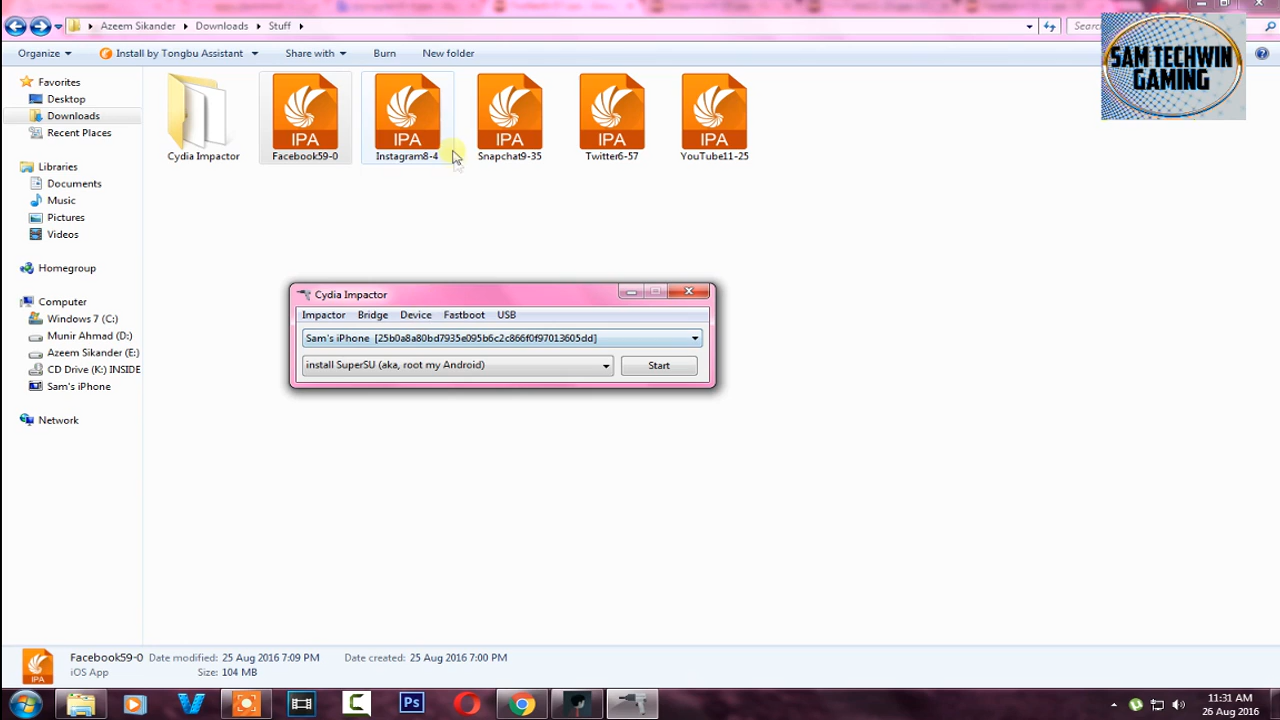 Azeem Sikander
Downloads
Stuff
Organize
Install by Tongbu Assistant
Share with
Burn
New folder
SAM TECHWIN
GAMING
Favorites
Desktop
Downloads
Recent Places
Libraries
Documents
Music
Pictures
Videos
Homegroup
Computer
Windows 7 (C:)
Munir Ahmad (D:)
Azeem Sikander (E:)
CD Drive (K:) INSIDE
Sam's iPhone
Network
Cydia Impactor
IPA
Facebook59-0
IPA
Instagram8-4
IPA
Snapchat9-35
IPA
Twitter6-57
IPA
YouTube11-25
Cydia Impactor
Impactor Bridge Device Fastboot USB
Sam's iPhone [25b0a8a80bd7935e095b6c2c866f0f97013605dd]
install SuperSU (aka, root my Android)
Start
IPA
Facebook59-0 Date modified: 25 Aug 2016 7:09 PM Date created: 25 Aug 2016 7:00 PM
iOS App Size: 104 MB
Ps
11:31 AM
26 Aug 2016